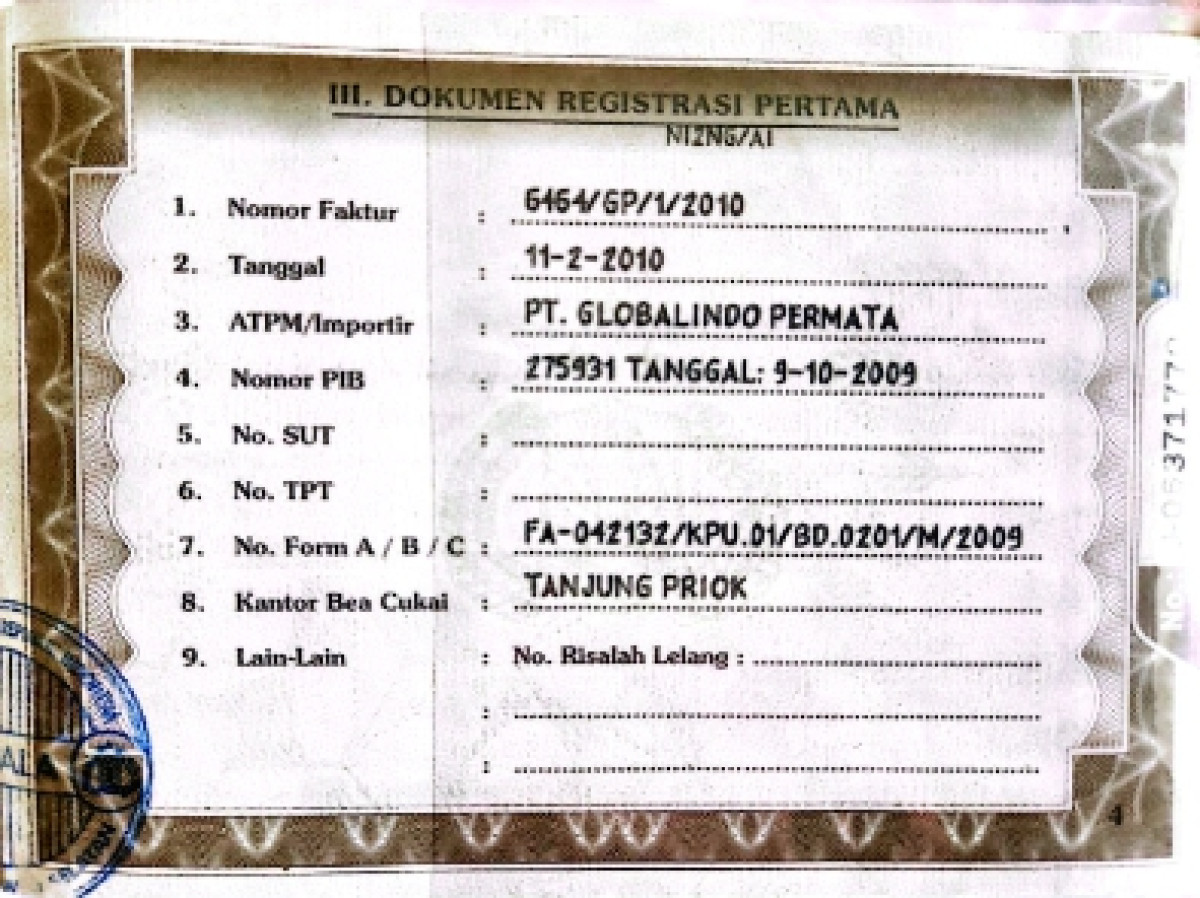 III. DOKUMEN REGISTRASI PERTAMA
NIZNG/AI
1. Nomor Faktur : 6464/GP/1/2010
2. Tanggal : 11-2-2010
3. ATPM/Importir : PT. GLOBALINDO PERMATA
4. Nomor PIB : 275931 TANGGAL: 9-10-2009
5. No. SUT :
6. No. TPT :
7. No. Form A / B / C : FA-042132/KPU.01/BD.0201/M/2009
8. Kantor Bea Cukai : TANJUNG PRIOK
9. Lain-Lain : No. Risalah Lelang :
:
:
4
No.